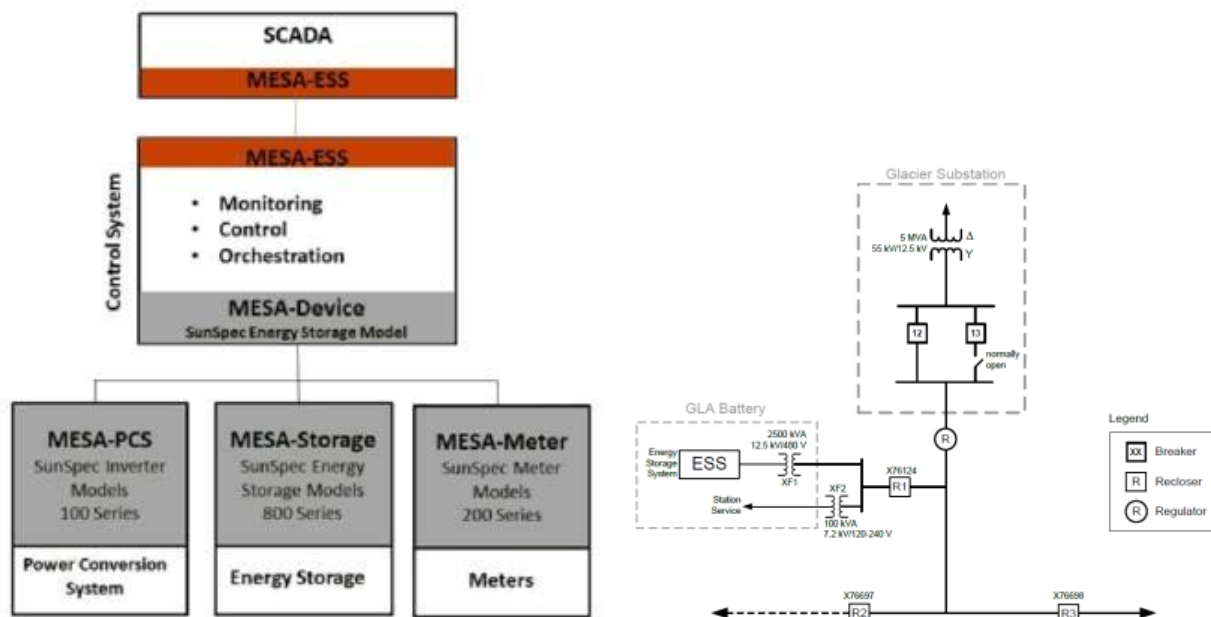 SCADA
MESA-ESS
Control System
MESA-ESS
• Monitoring
• Control
• Orchestration
MESA-Device
SunSpec Energy Storage Model
MESA-PCS
SunSpec Inverter
Models
100 Series
Power Conversion
System
MESA-Storage
SunSpec Energy
Storage Models
800 Series
Energy Storage
MESA-Meter
SunSpec Meter
Models
200 Series
Meters
Glacier Substation
5 MVA
55 kV/12.5 kV
Δ
Y
12
13
normally
open
R
GLA Battery
2500 kVA
12.5 kV/480 V
Energy
Storage
System
ESS
XF1
X76124
R1
XF2
Station
Service
100 kVA
7.2 kV/120-240 V
X76697
R2
X76698
R3
Legend
XX Breaker
R Recloser
R Regulator